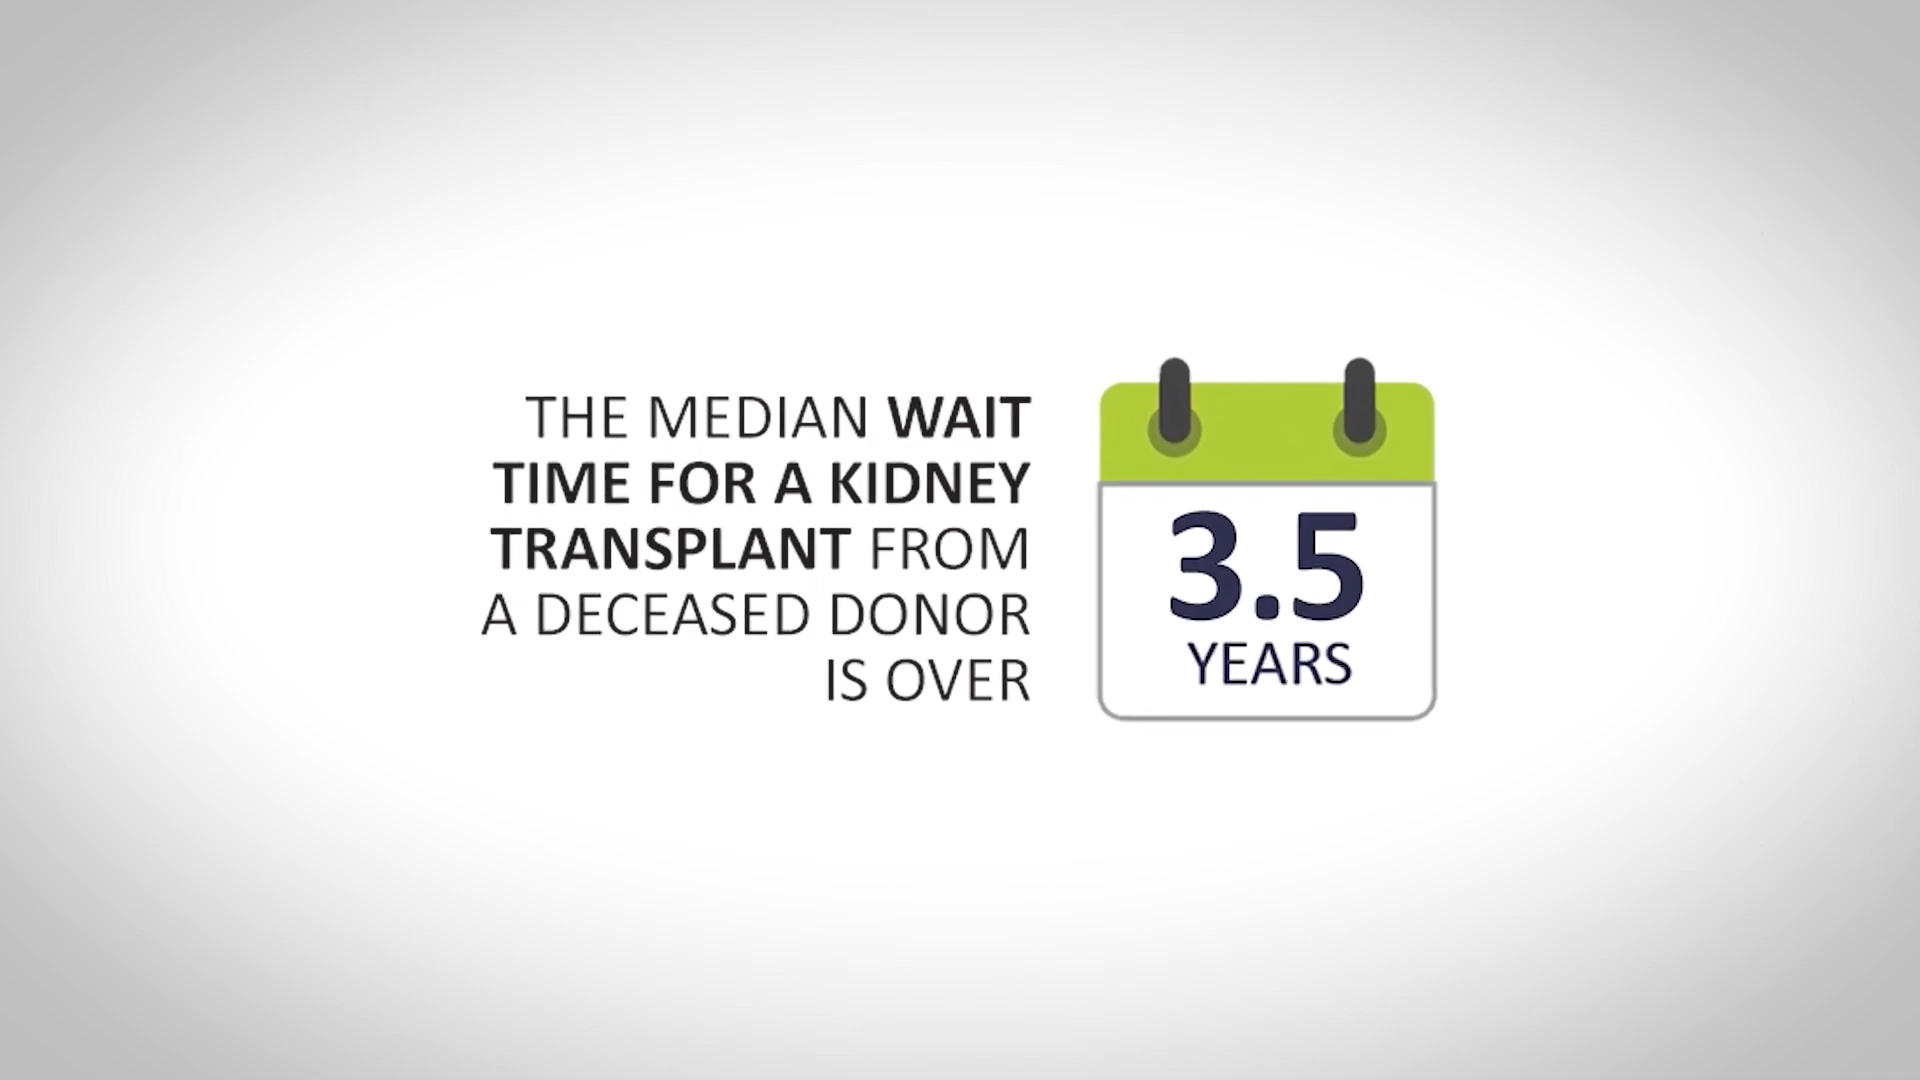 THE MEDIAN WAIT
TIME FOR A KIDNEY
TRANSPLANT FROM
A DECEASED DONOR
IS OVER
3.5
YEARS